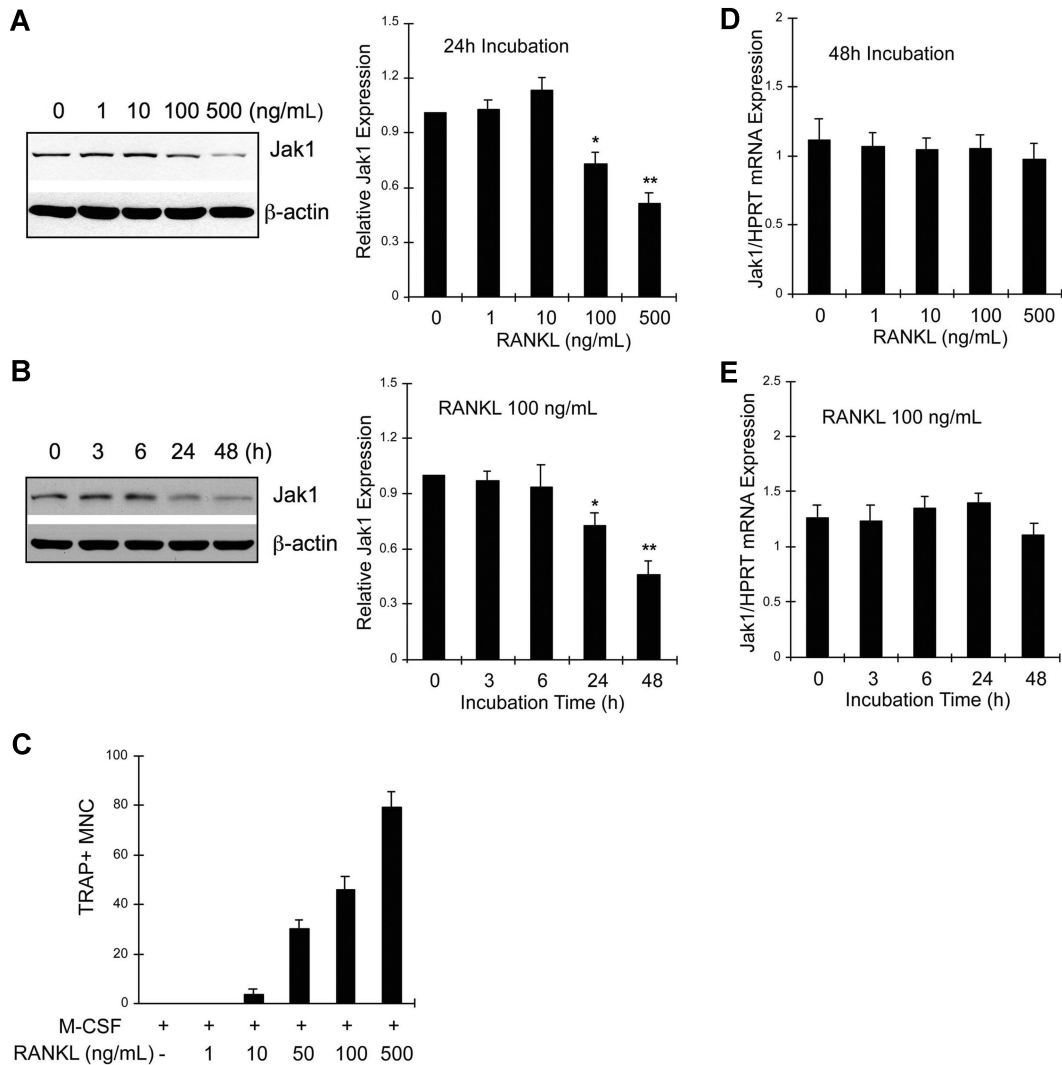 A
0 1 10 100 500 (ng/mL)
Jak1
β-actin
24h Incubation
Relative Jak1 Expression
1.5
1.2
0.9
0.6
0.3
0
*
**
0 1 10 100 500
RANKL (ng/mL)
D
48h Incubation
Jak1/HPRT mRNA Expression
2
1.5
1
0.5
0
0 1 10 100 500
RANKL (ng/mL)
B
0 3 6 24 48 (h)
Jak1
β-actin
RANKL 100 ng/mL
Relative Jak1 Expression
1.5
1.2
0.9
0.6
0.3
0
*
**
0 3 6 24 48
Incubation Time (h)
E
RANKL 100 ng/mL
Jak1/HPRT mRNA Expression
2.5
2
1.5
1
0.5
0
0 3 6 24 48
Incubation Time (h)
C
TRAP+ MNC
100
80
60
40
20
0
M-CSF + + + + + +
RANKL (ng/mL) - 1 10 50 100 500